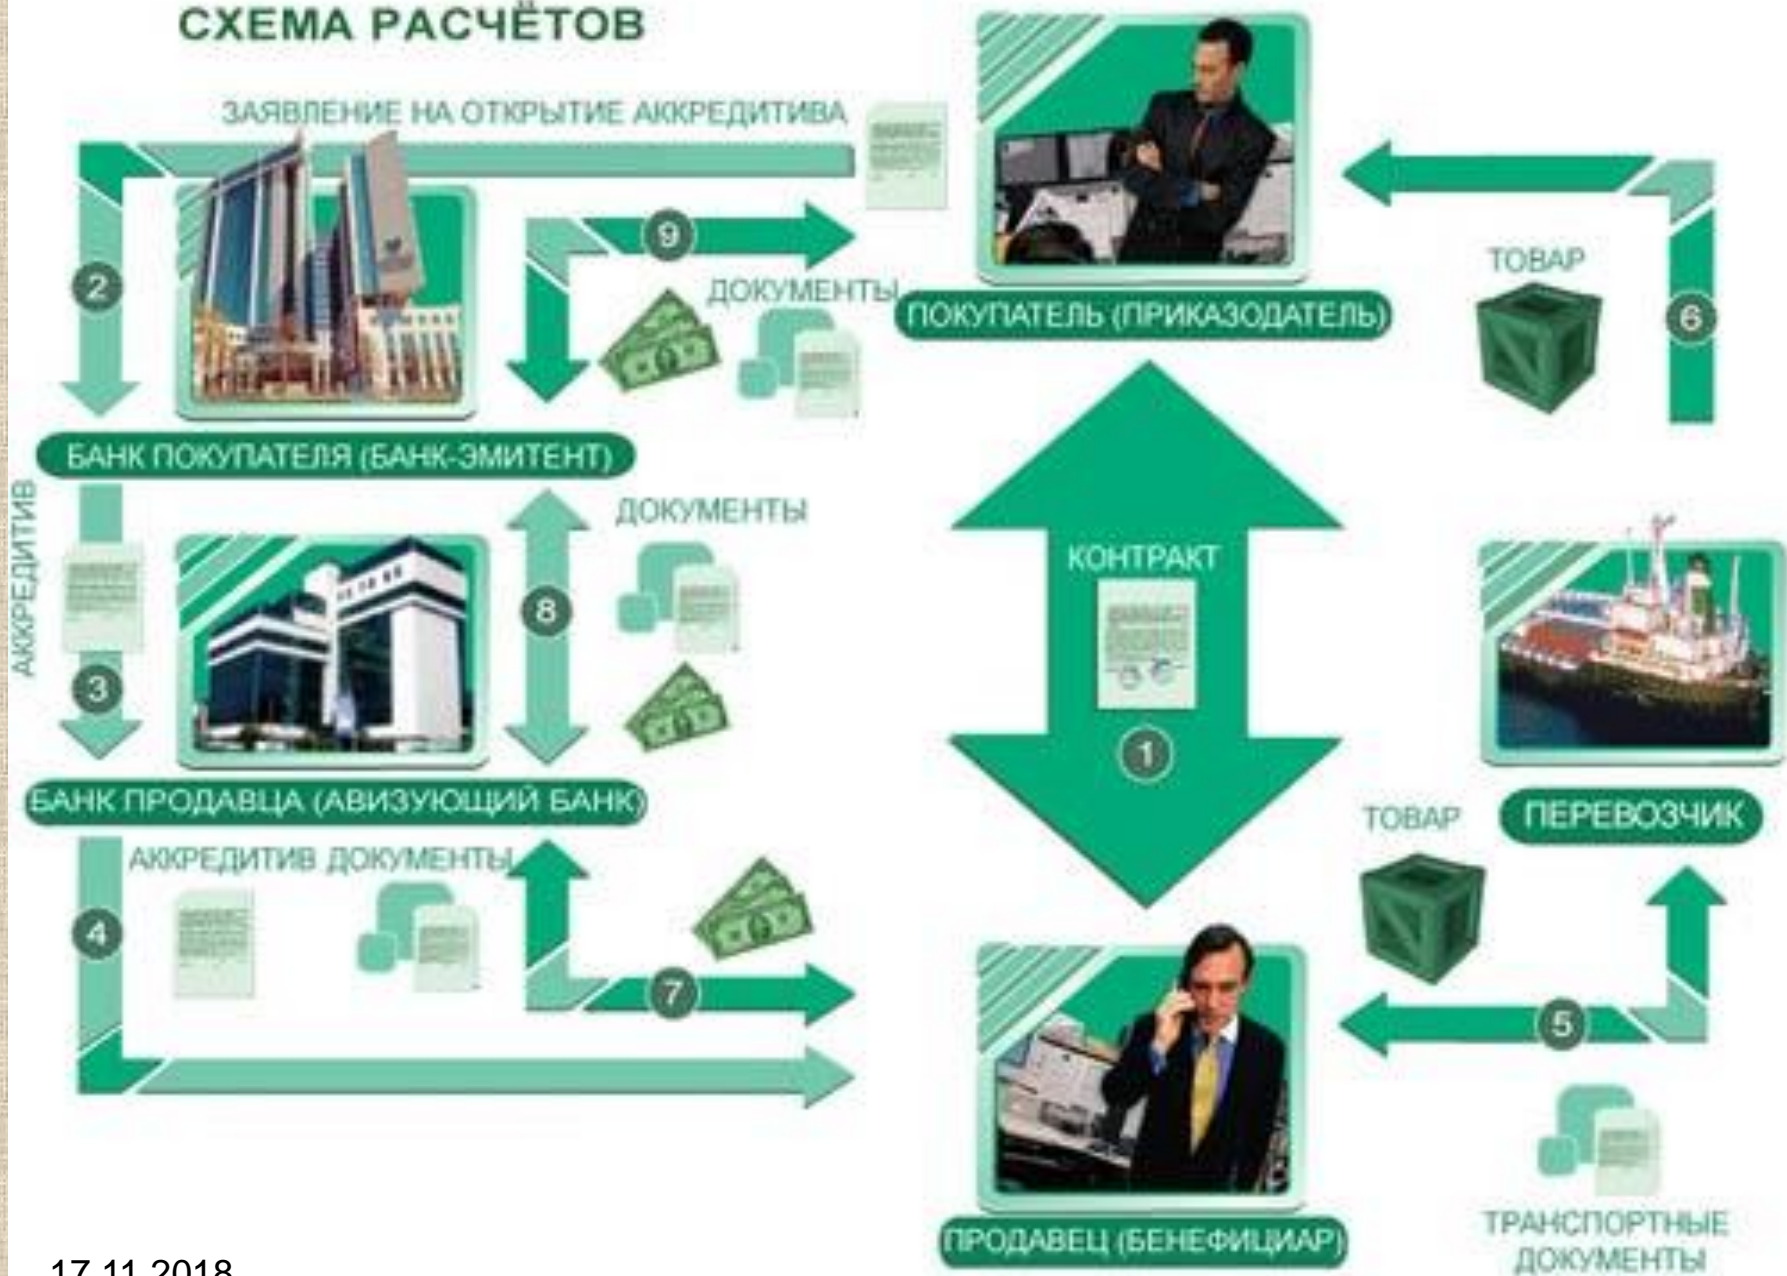 СХЕМА РАСЧЁТОВ
ЗАЯВЛЕНИЕ НА ОТКРЫТИЕ АККРЕДИТИВА
2
9
ДОКУМЕНТЫ
ПОКУПАТЕЛЬ (ПРИКАЗОДАТЕЛЬ)
ТОВАР
6
БАНК ПОКУПАТЕЛЯ (БАНК-ЭМИТЕНТ)
АККРЕДИТИВ
3
8
ДОКУМЕНТЫ
КОНТРАКТ
1
БАНК ПРОДАВЦА (АВИЗУЮЩИЙ БАНК)
ТОВАР
ПЕРЕВОЗЧИК
АККРЕДИТИВ ДОКУМЕНТЫ
4
7
5
ПРОДАВЕЦ (БЕНЕФИЦИАР)
ТРАНСПОРТНЫЕ
ДОКУМЕНТЫ
17.11.2018